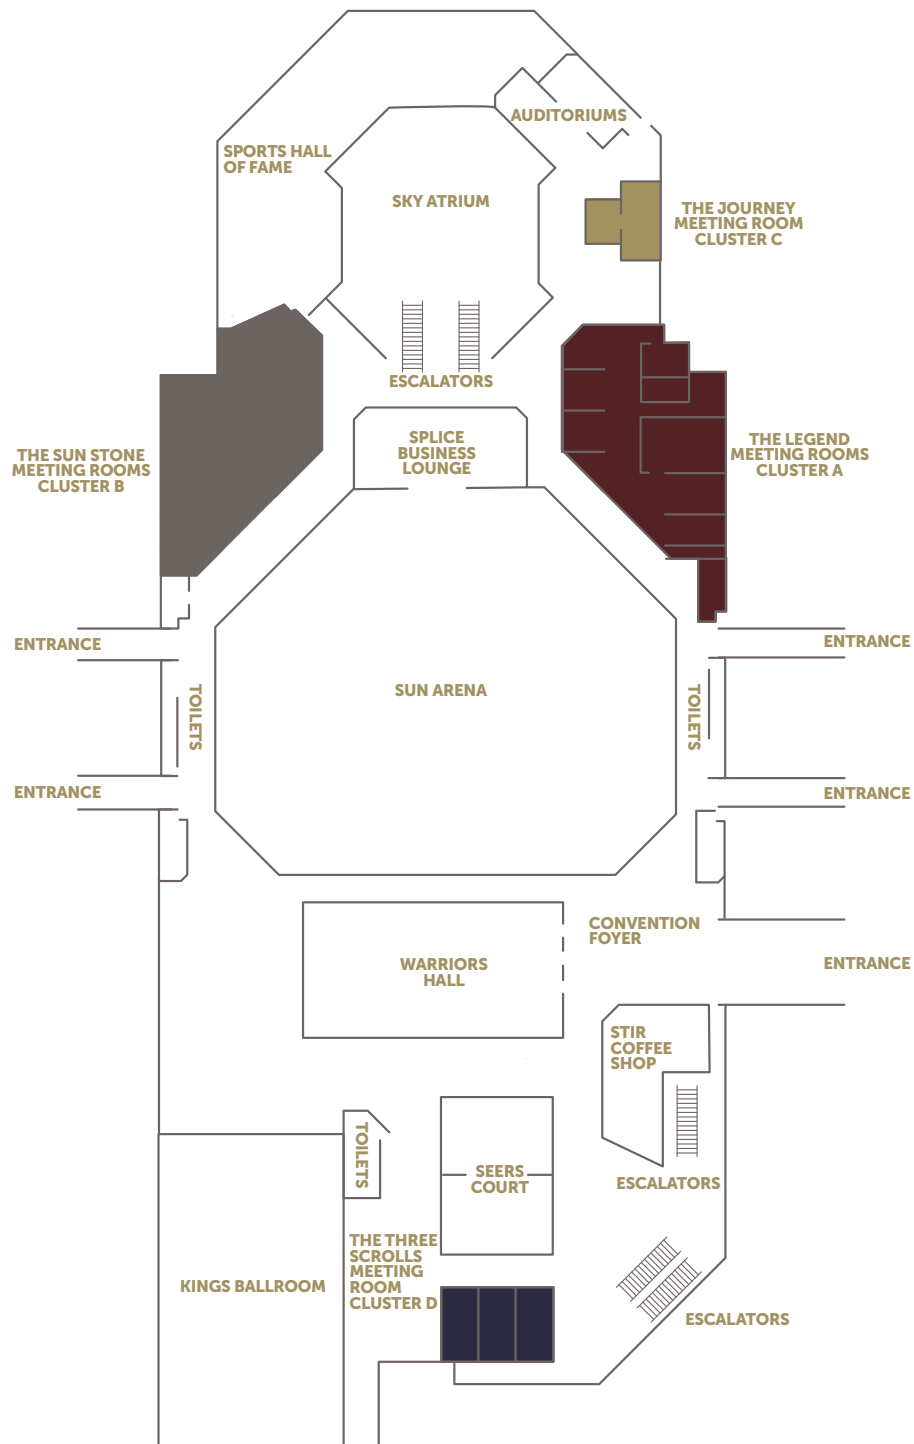 AUDITORIUMS
SPORTS HALL
OF FAME
SKY ATRIUM
THE JOURNEY
MEETING ROOM
CLUSTER C
ESCALATORS
SPLICE
BUSINESS
LOUNGE
THE SUN STONE
MEETING ROOMS
CLUSTER B
THE LEGEND
MEETING ROOMS
CLUSTER A
ENTRANCE
ENTRANCE
TOILETS
SUN ARENA
TOILETS
ENTRANCE
ENTRANCE
CONVENTION
FOYER
WARRIORS
HALL
ENTRANCE
STIR
COFFEE
SHOP
TOILETS
SEERS
COURT
ESCALATORS
THE THREE
SCROLLS
MEETING
ROOM
CLUSTER D
KINGS BALLROOM
ESCALATORS